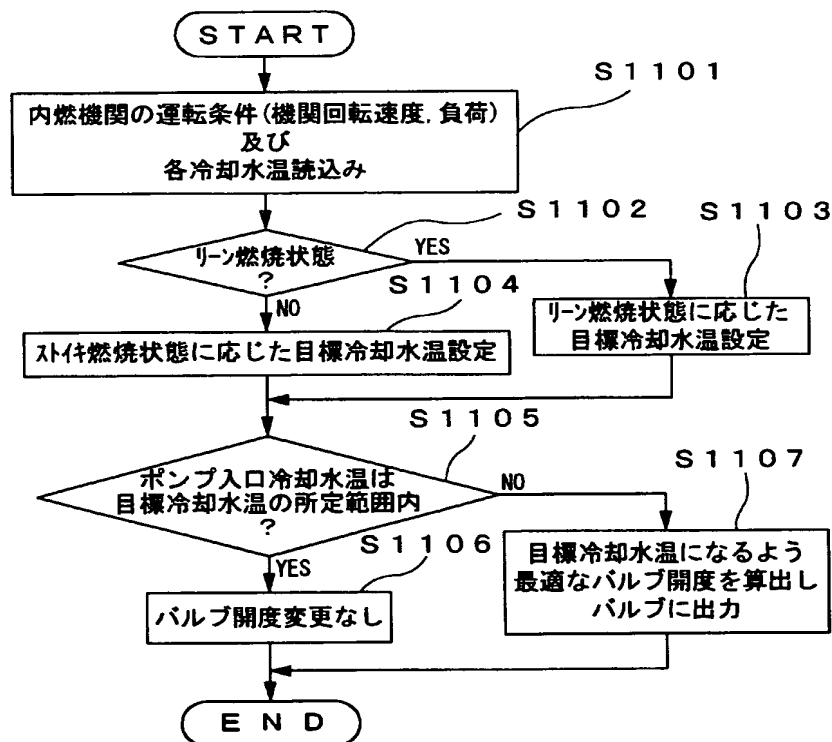 START
S1101
内燃機関の運転条件(機関回転速度,負荷)
及び
各冷却水温読込み
S1102
S1103
リーン燃焼状態
?
YES
NO
S1104
リーン燃焼状態に応じた
目標冷却水温設定
ストイキ燃焼状態に応じた目標冷却水温設定
S1105
ポンプ入口冷却水温は
目標冷却水温の所定範囲内
?
NO
S1107
YES
S1106
目標冷却水温になるよう
最適なバルブ開度を算出し
バルブに出力
バルブ開度変更なし
END